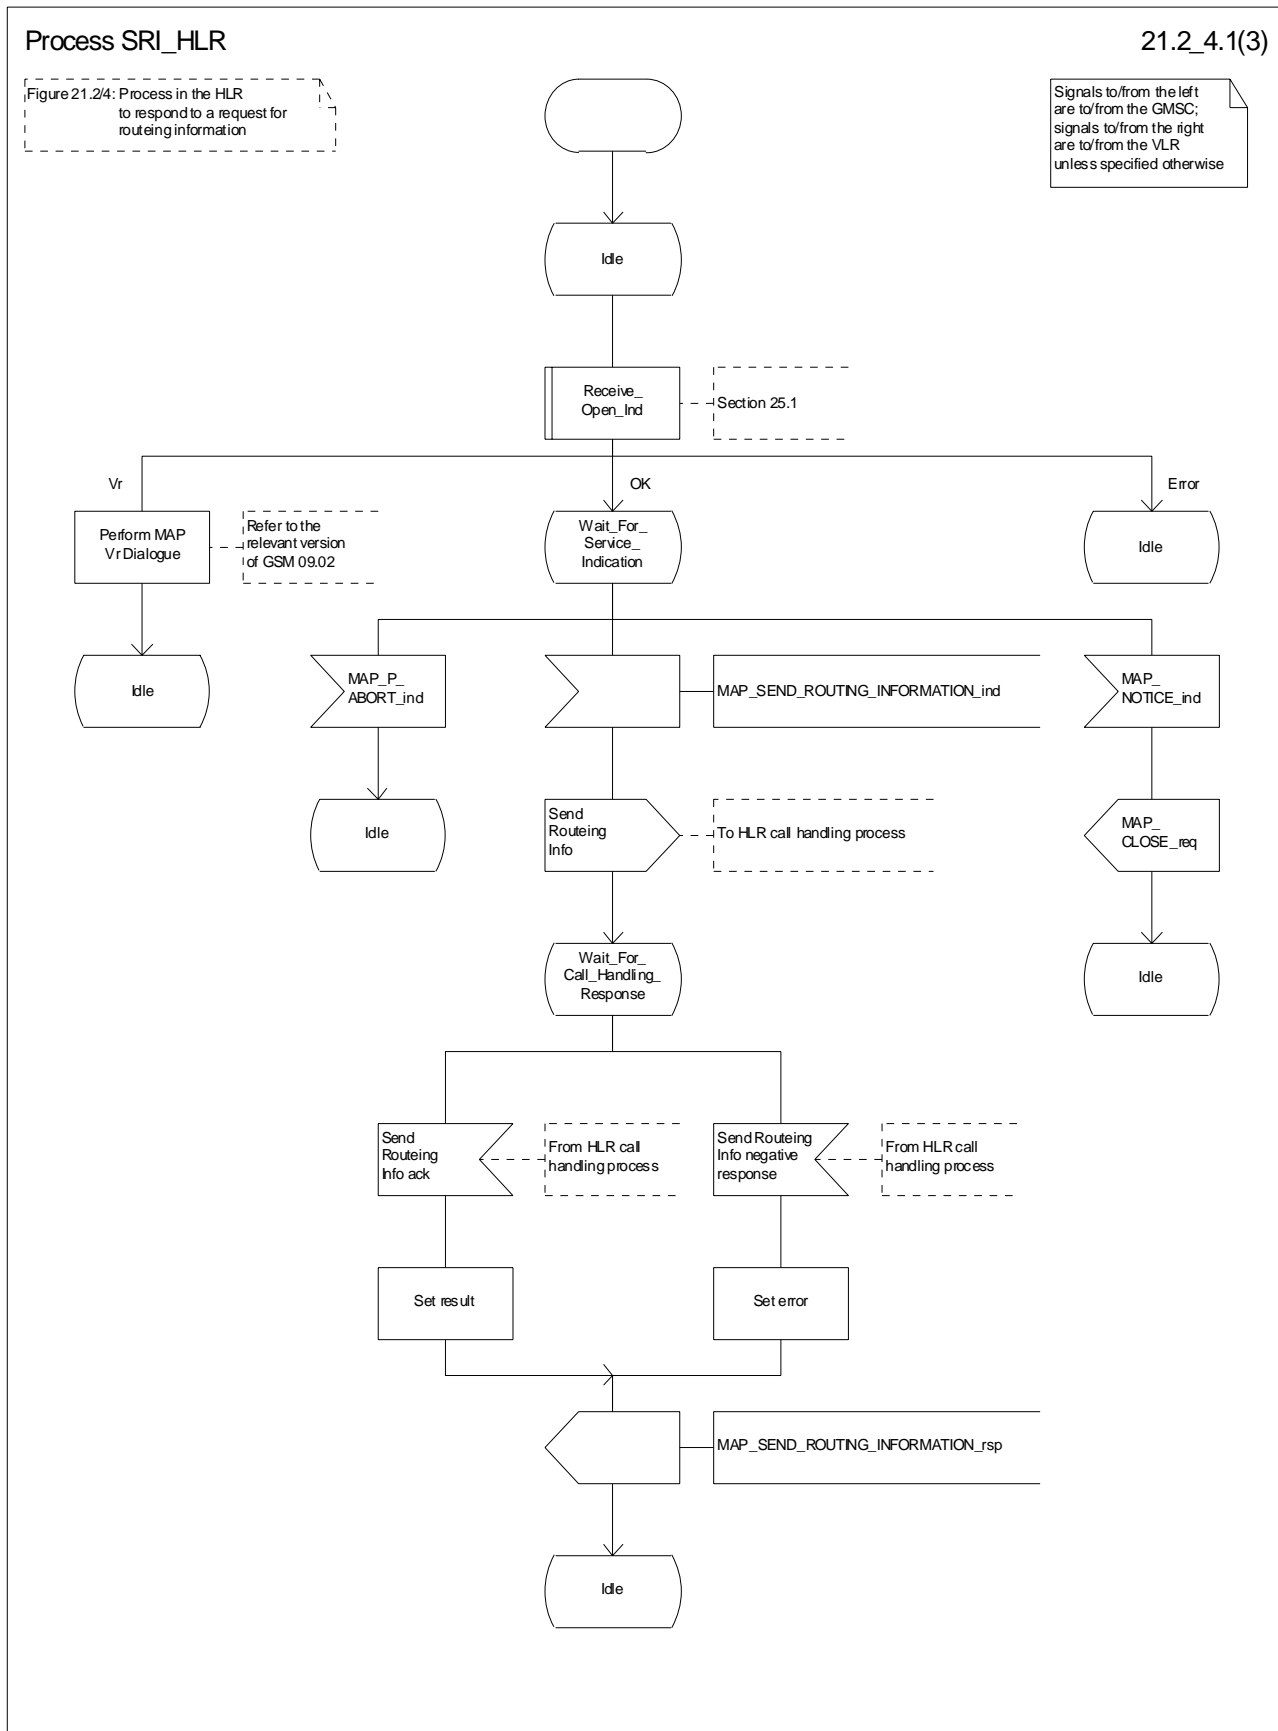 Process SRI_HLR
21.2_4.1(3)
Figure 21.2/4: Process in the HLR
to respond to a request for
routeing information
Signals to/from the left
are to/from the GMSC;
signals to/from the right
are to/from the VLR
unless specified otherwise
Idle
Receive_
Open_Ind
Section 25.1
Vr
OK
Error
Perform MAP
Vr Dialogue
Refer to the
relevant version
of GSM 09.02
Wait_For_
Service_
Indication
Idle
Idle
MAP_P_
ABORT_ind
MAP_SEND_ROUTING_INFORMATION_ind
MAP_
NOTICE_ind
Idle
Send
Routeing
Info
To HLR call handling process
MAP_
CLOSE_req
Wait_For_
Call_Handling_
Response
Idle
Send
Routeing
Info ack
From HLR call
handling process
Send Routeing
Info negative
response
From HLR call
handling process
Set result
Set error
MAP_SEND_ROUTING_INFORMATION_rsp
Idle